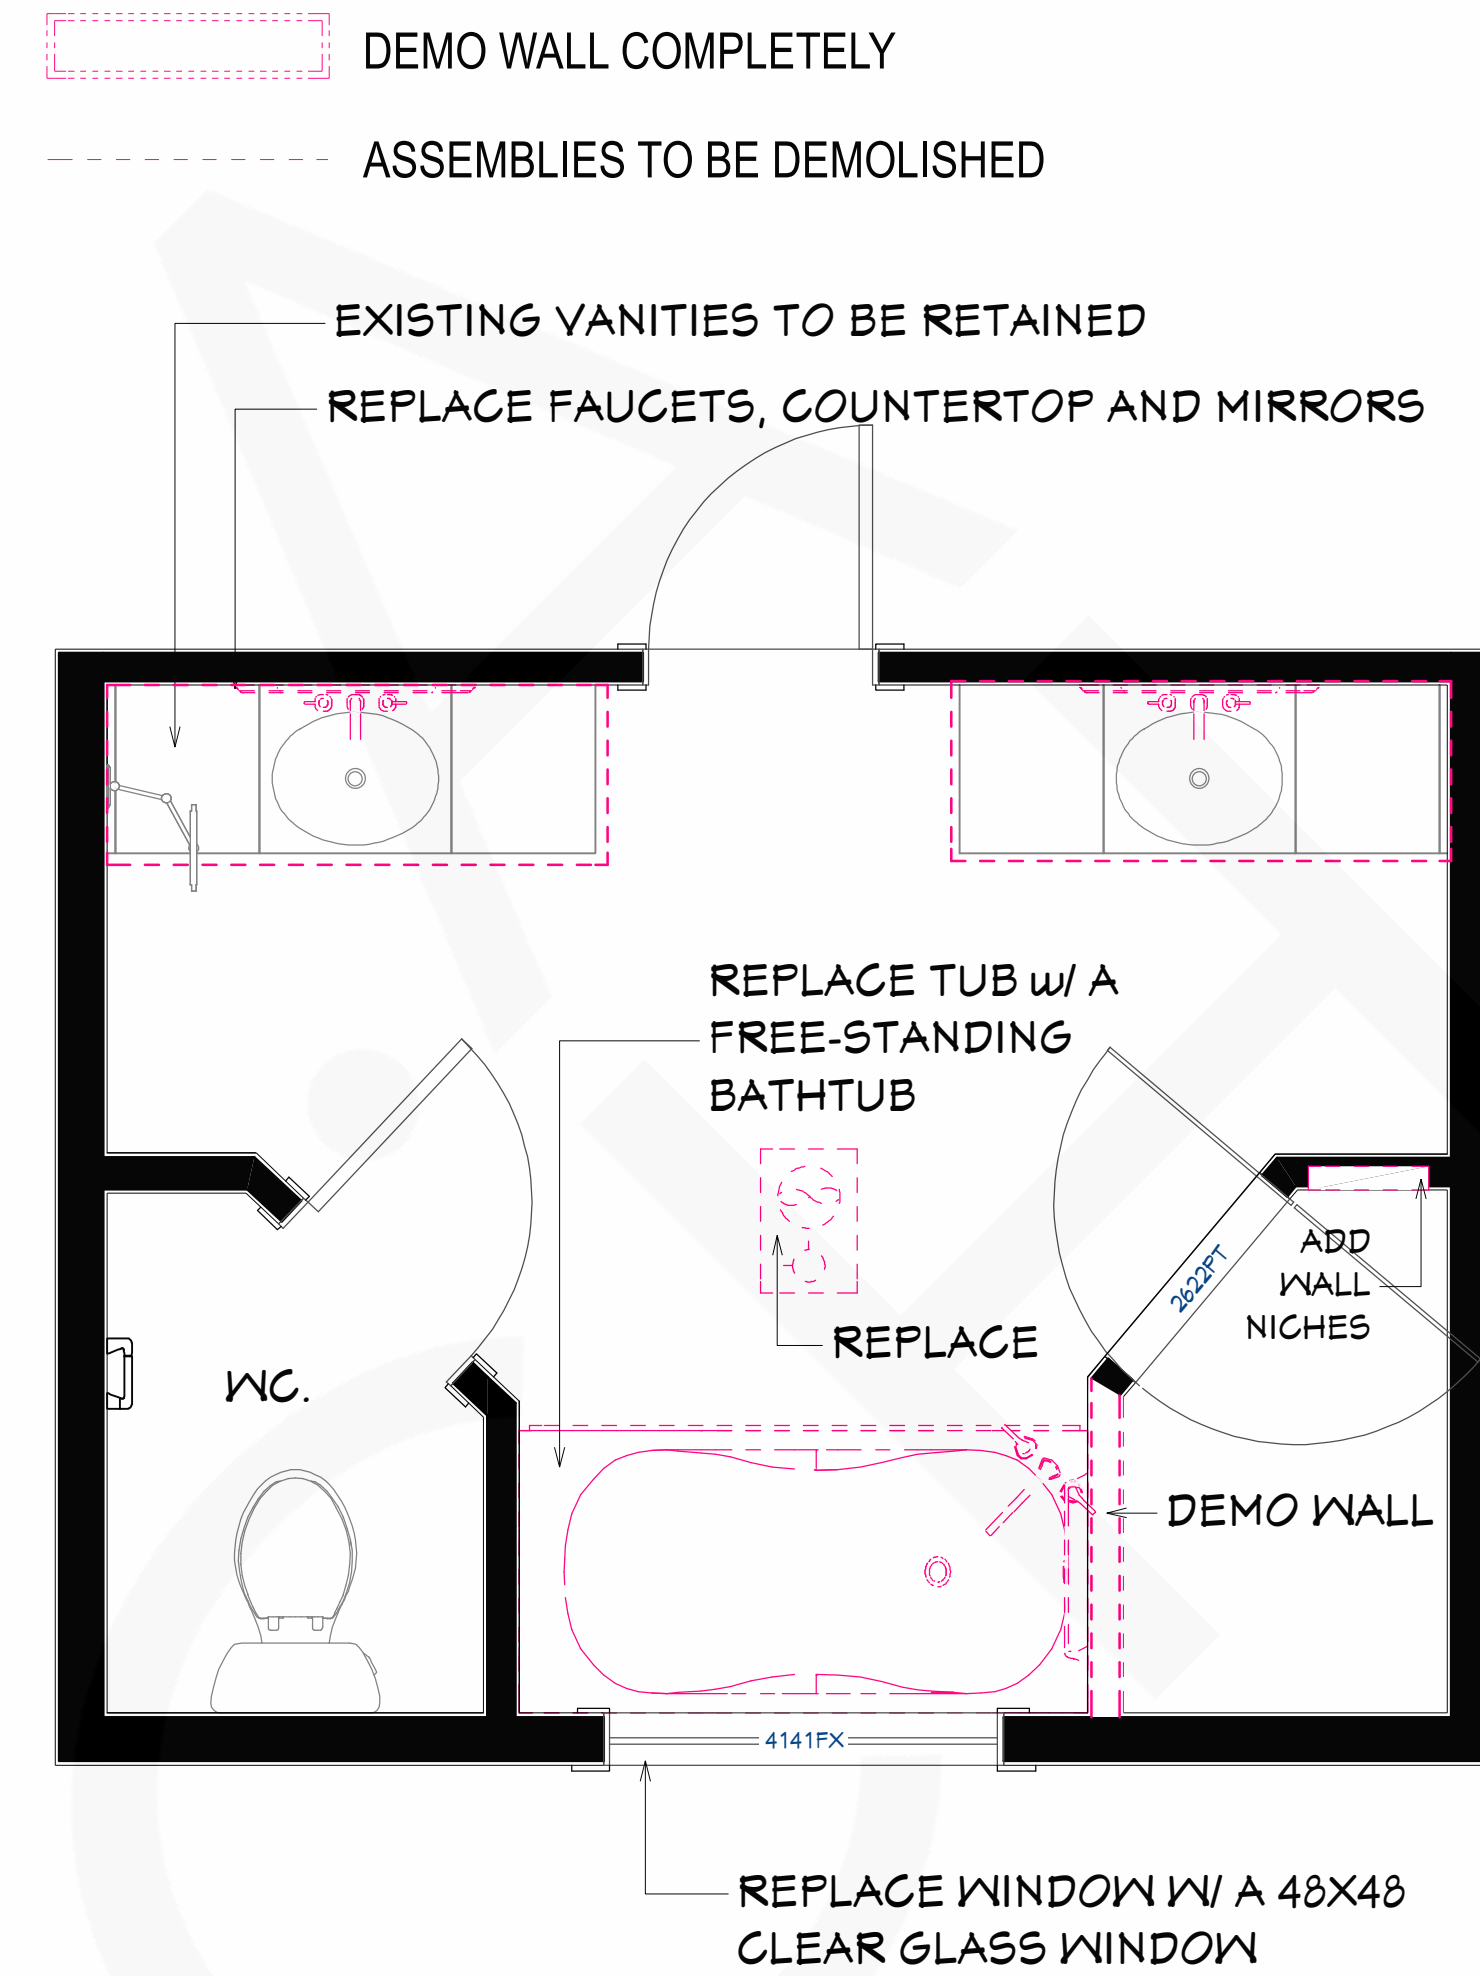 DEMO WALL COMPLETELY
ASSEMBLIES TO BE DEMOLISHED
EXISTING VANITIES TO BE RETAINED
REPLACE FAUCETS, COUNTERTOP AND MIRRORS
REPLACE TUB w/ A
FREE-STANDING
BATHTUB
2622PT
ADD
WALL
NICHES
REPLACE
WC.
DEMO WALL
4141FX
REPLACE WINDOW W/ A 48X48
CLEAR GLASS WINDOW